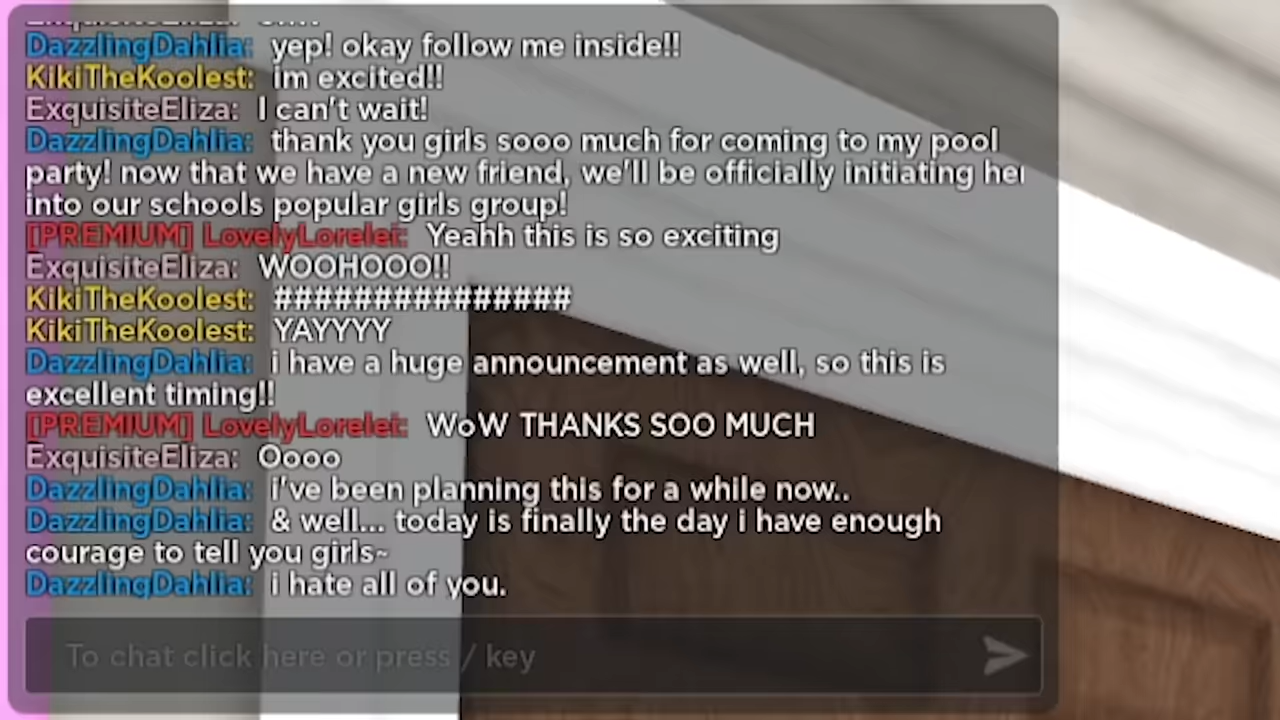 DazzlingDahlia: yep! okay follow me inside!!
KikiTheKoolest: im excited!!
ExquisiteEliza: I can't wait!
DazzlingDahlia: thank you girls sooo much for coming to my pool
party! now that we have a new friend, we'll be officially initiating her
into our schools popular girls group!
[PREMIUM] LovelyLorelei: Yeahh this is so exciting
ExquisiteEliza: WOOHOOO!!
KikiTheKoolest: ###############
KikiTheKoolest: YAYYYY
DazzlingDahlia: i have a huge announcement as well, so this is
excellent timing!!
[PREMIUM] LovelyLorelei: WoW THANKS SOO MUCH
ExquisiteEliza: Oooo
DazzlingDahlia: i've been planning this for a while now..
DazzlingDahlia: & well... today is finally the day i have enough
courage to tell you girls~
DazzlingDahlia: i hate all of you.
To chat click here or press / key